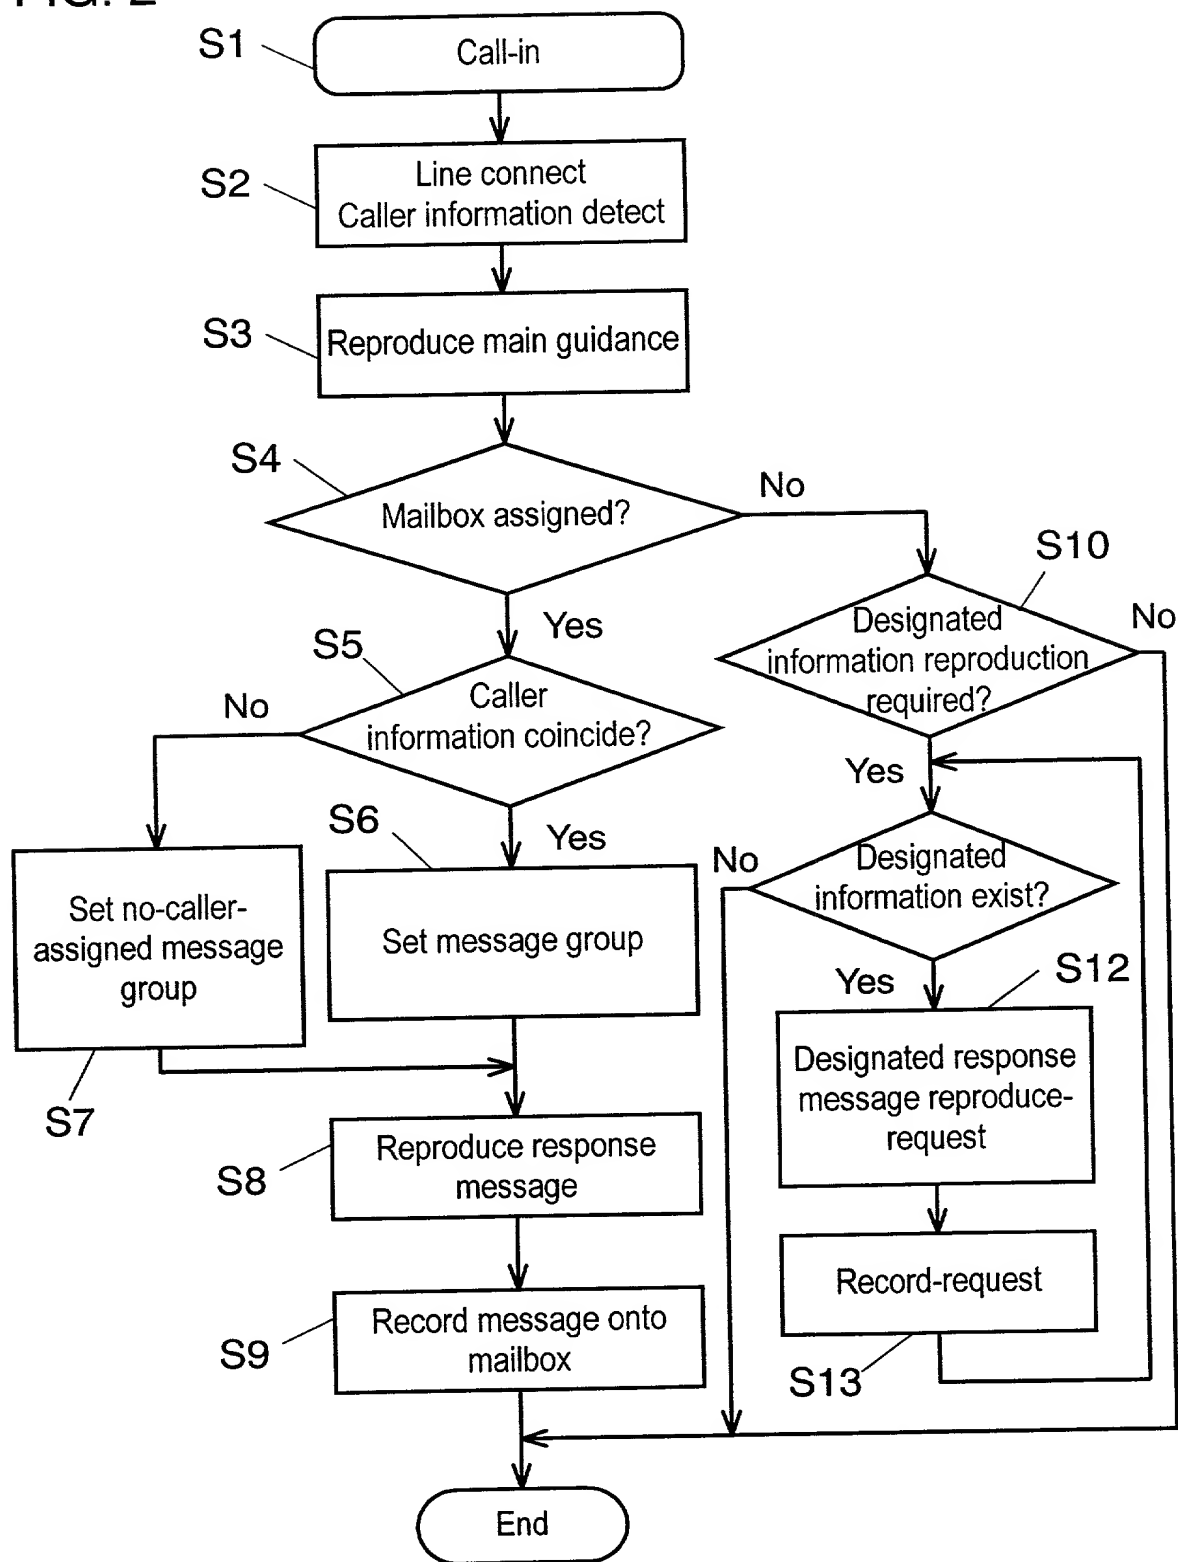 FIG. 2
S1
Call-in
S2
Line connect
Caller information detect
S3
Reproduce main guidance
S4
Mailbox assigned?
No
Yes
S10
Designated
information reproduction
required?
No
Yes
S5
Caller
information coincide?
No
Yes
S6
Set message group
Set no-caller-
assigned message
group
S7
Designated
information exist?
No
Yes
S12
Designated response
message reproduce-
request
S8
Reproduce response
message
Record-request
S13
S9
Record message onto
mailbox
End